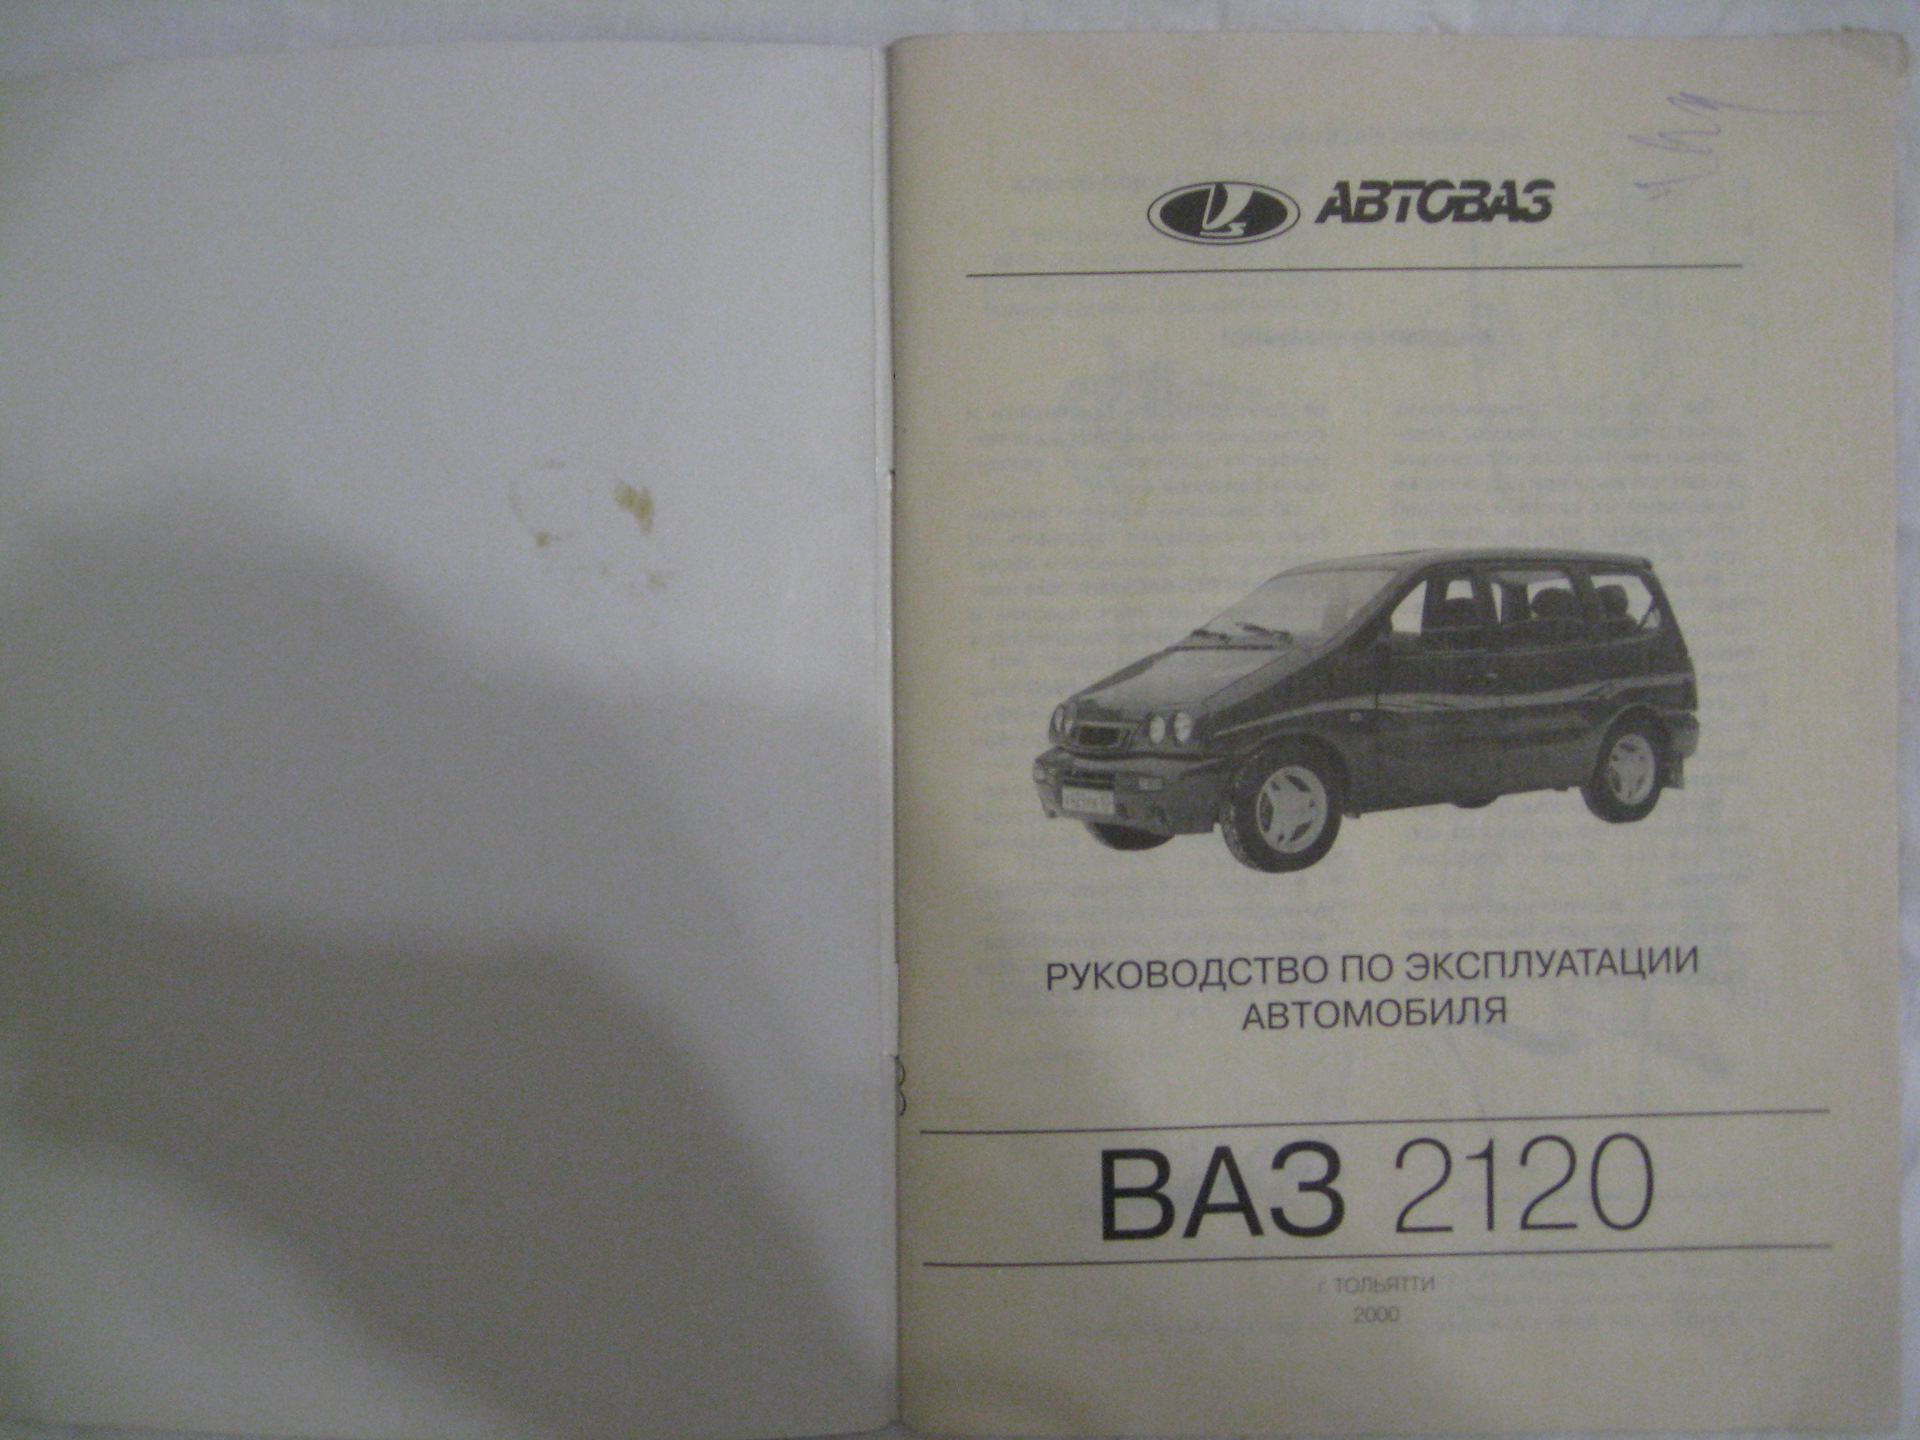 АВТОВАЗ
РУКОВОДСТВО ПО ЭКСПЛУАТАЦИИ
АВТОМОБИЛЯ
ВАЗ 2120
г. ТОЛЬЯТТИ
2000